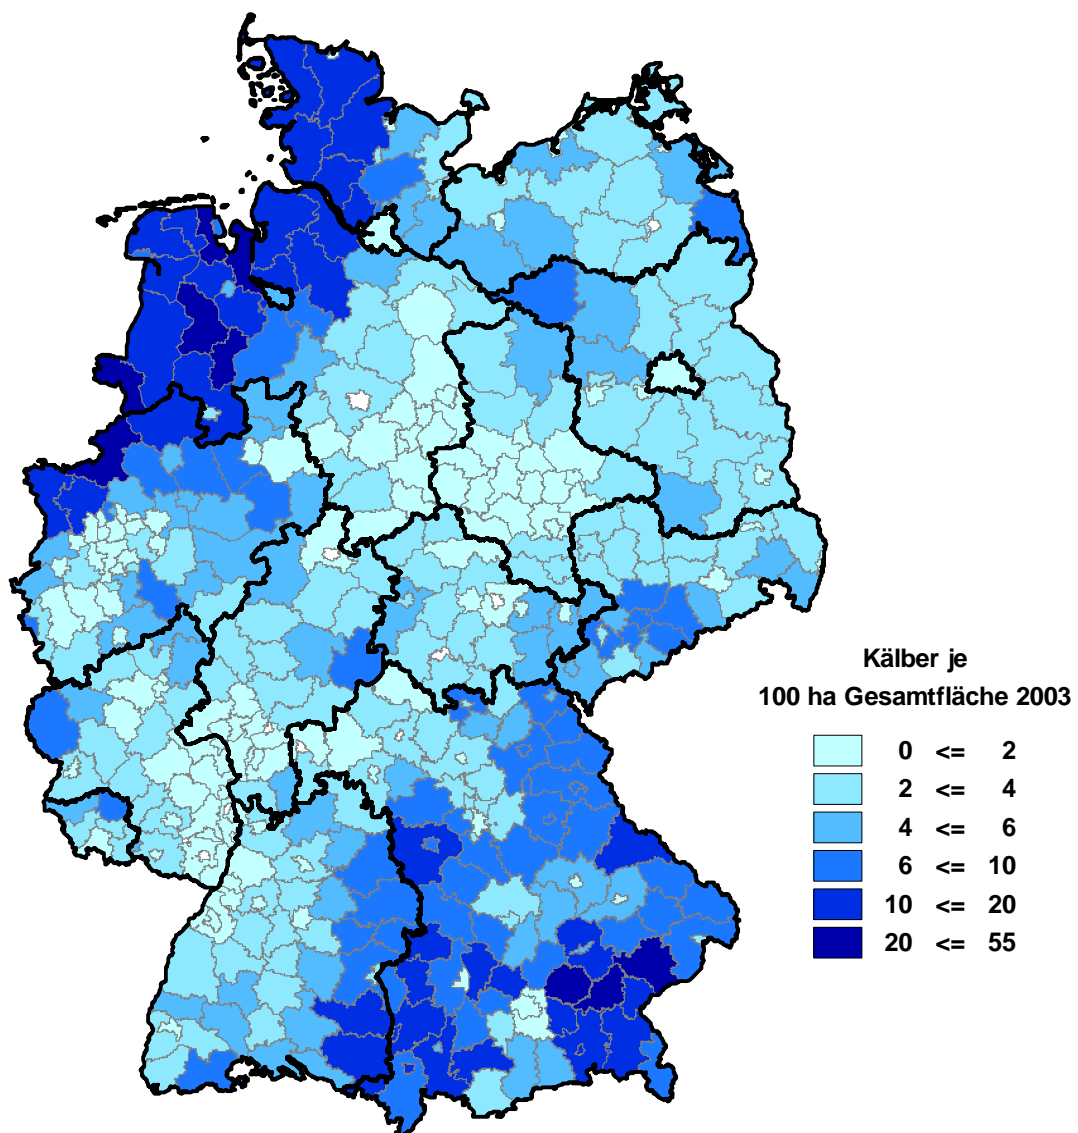 Kälber je
100 ha Gesamtfläche 2003
0 <= 2
2 <= 4
4 <= 6
6 <= 10
10 <= 20
20 <= 55